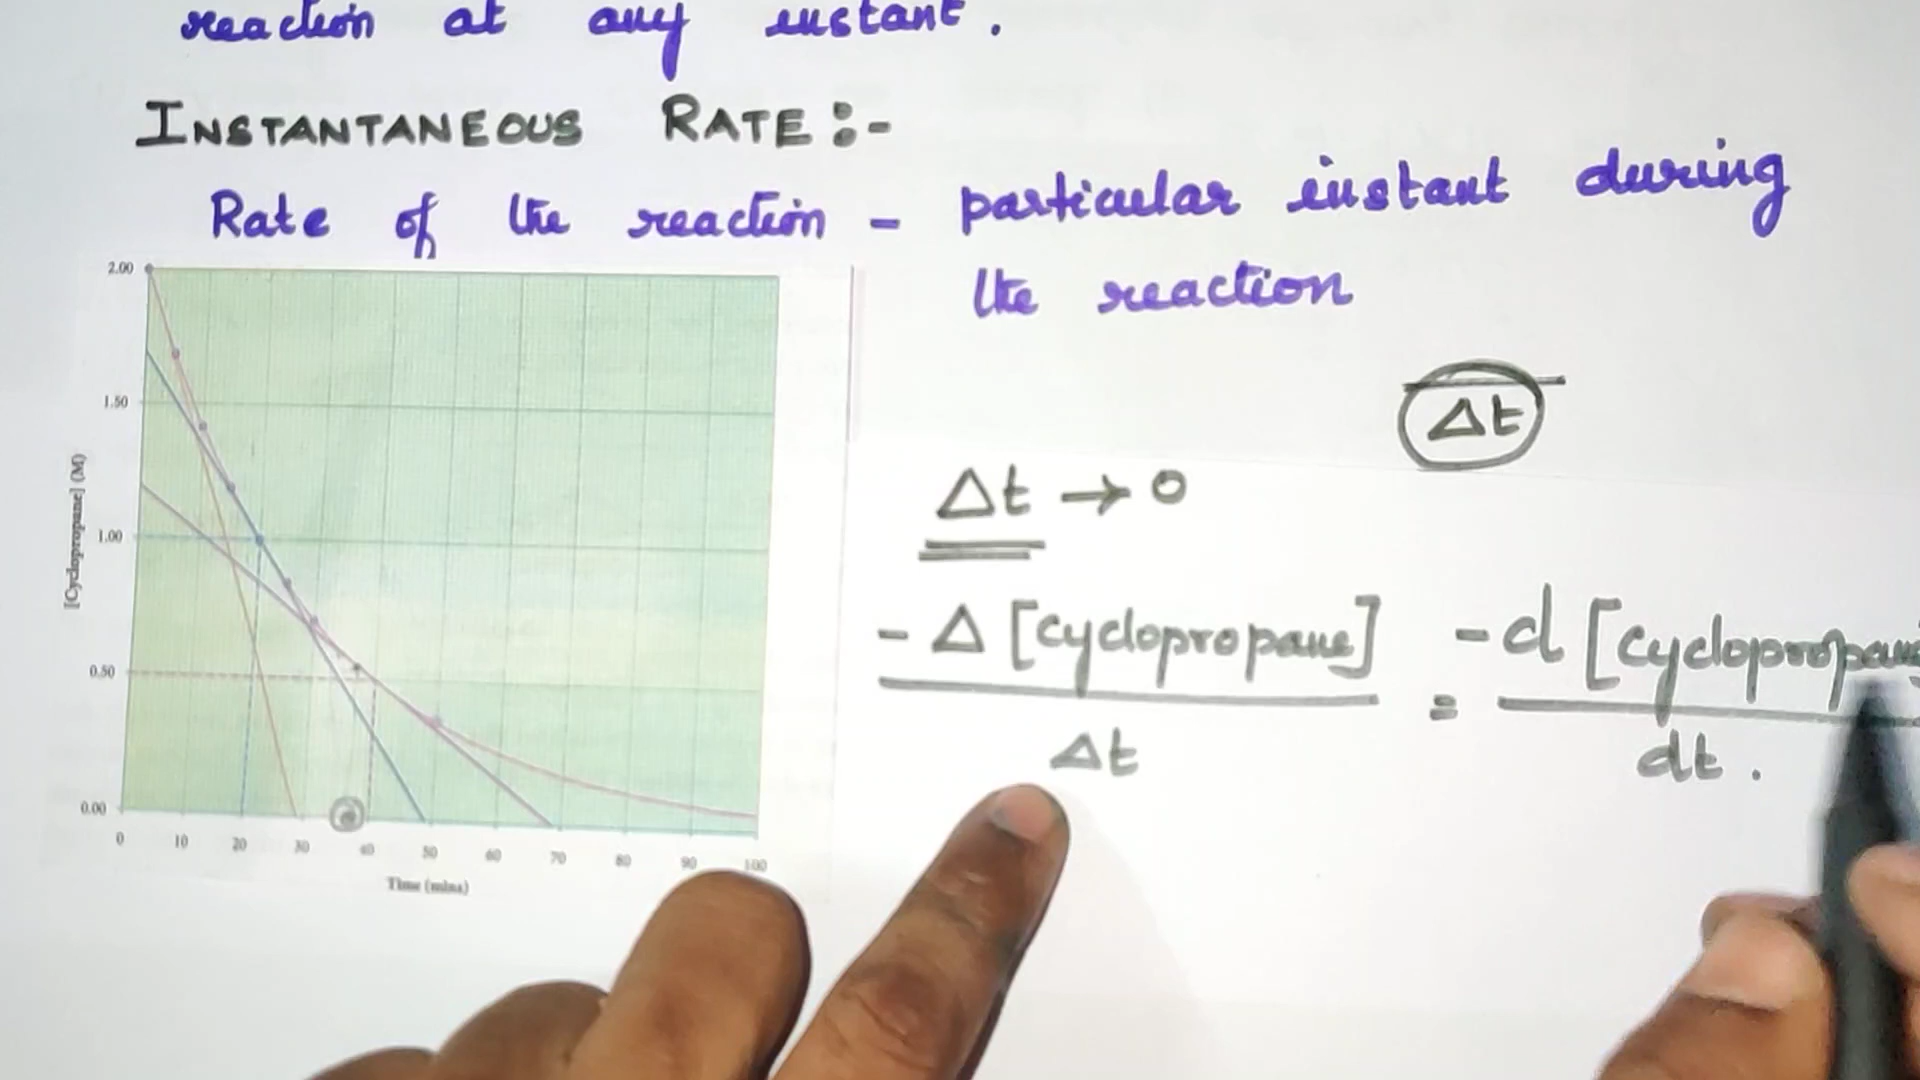 reaction at any instant.
INSTANTANEOUS RATE :-
Rate of the reaction - particular instant during
the reaction
2.00
1.50
1.00
0.50
0.00
[Cyclopropane] (M)
0 10 20 30 40 50 60 70 80 90 100
Time (mins)
Δt
Δt → 0
- Δ [cyclopropane] / Δt = - d [cyclopropane] / dt .